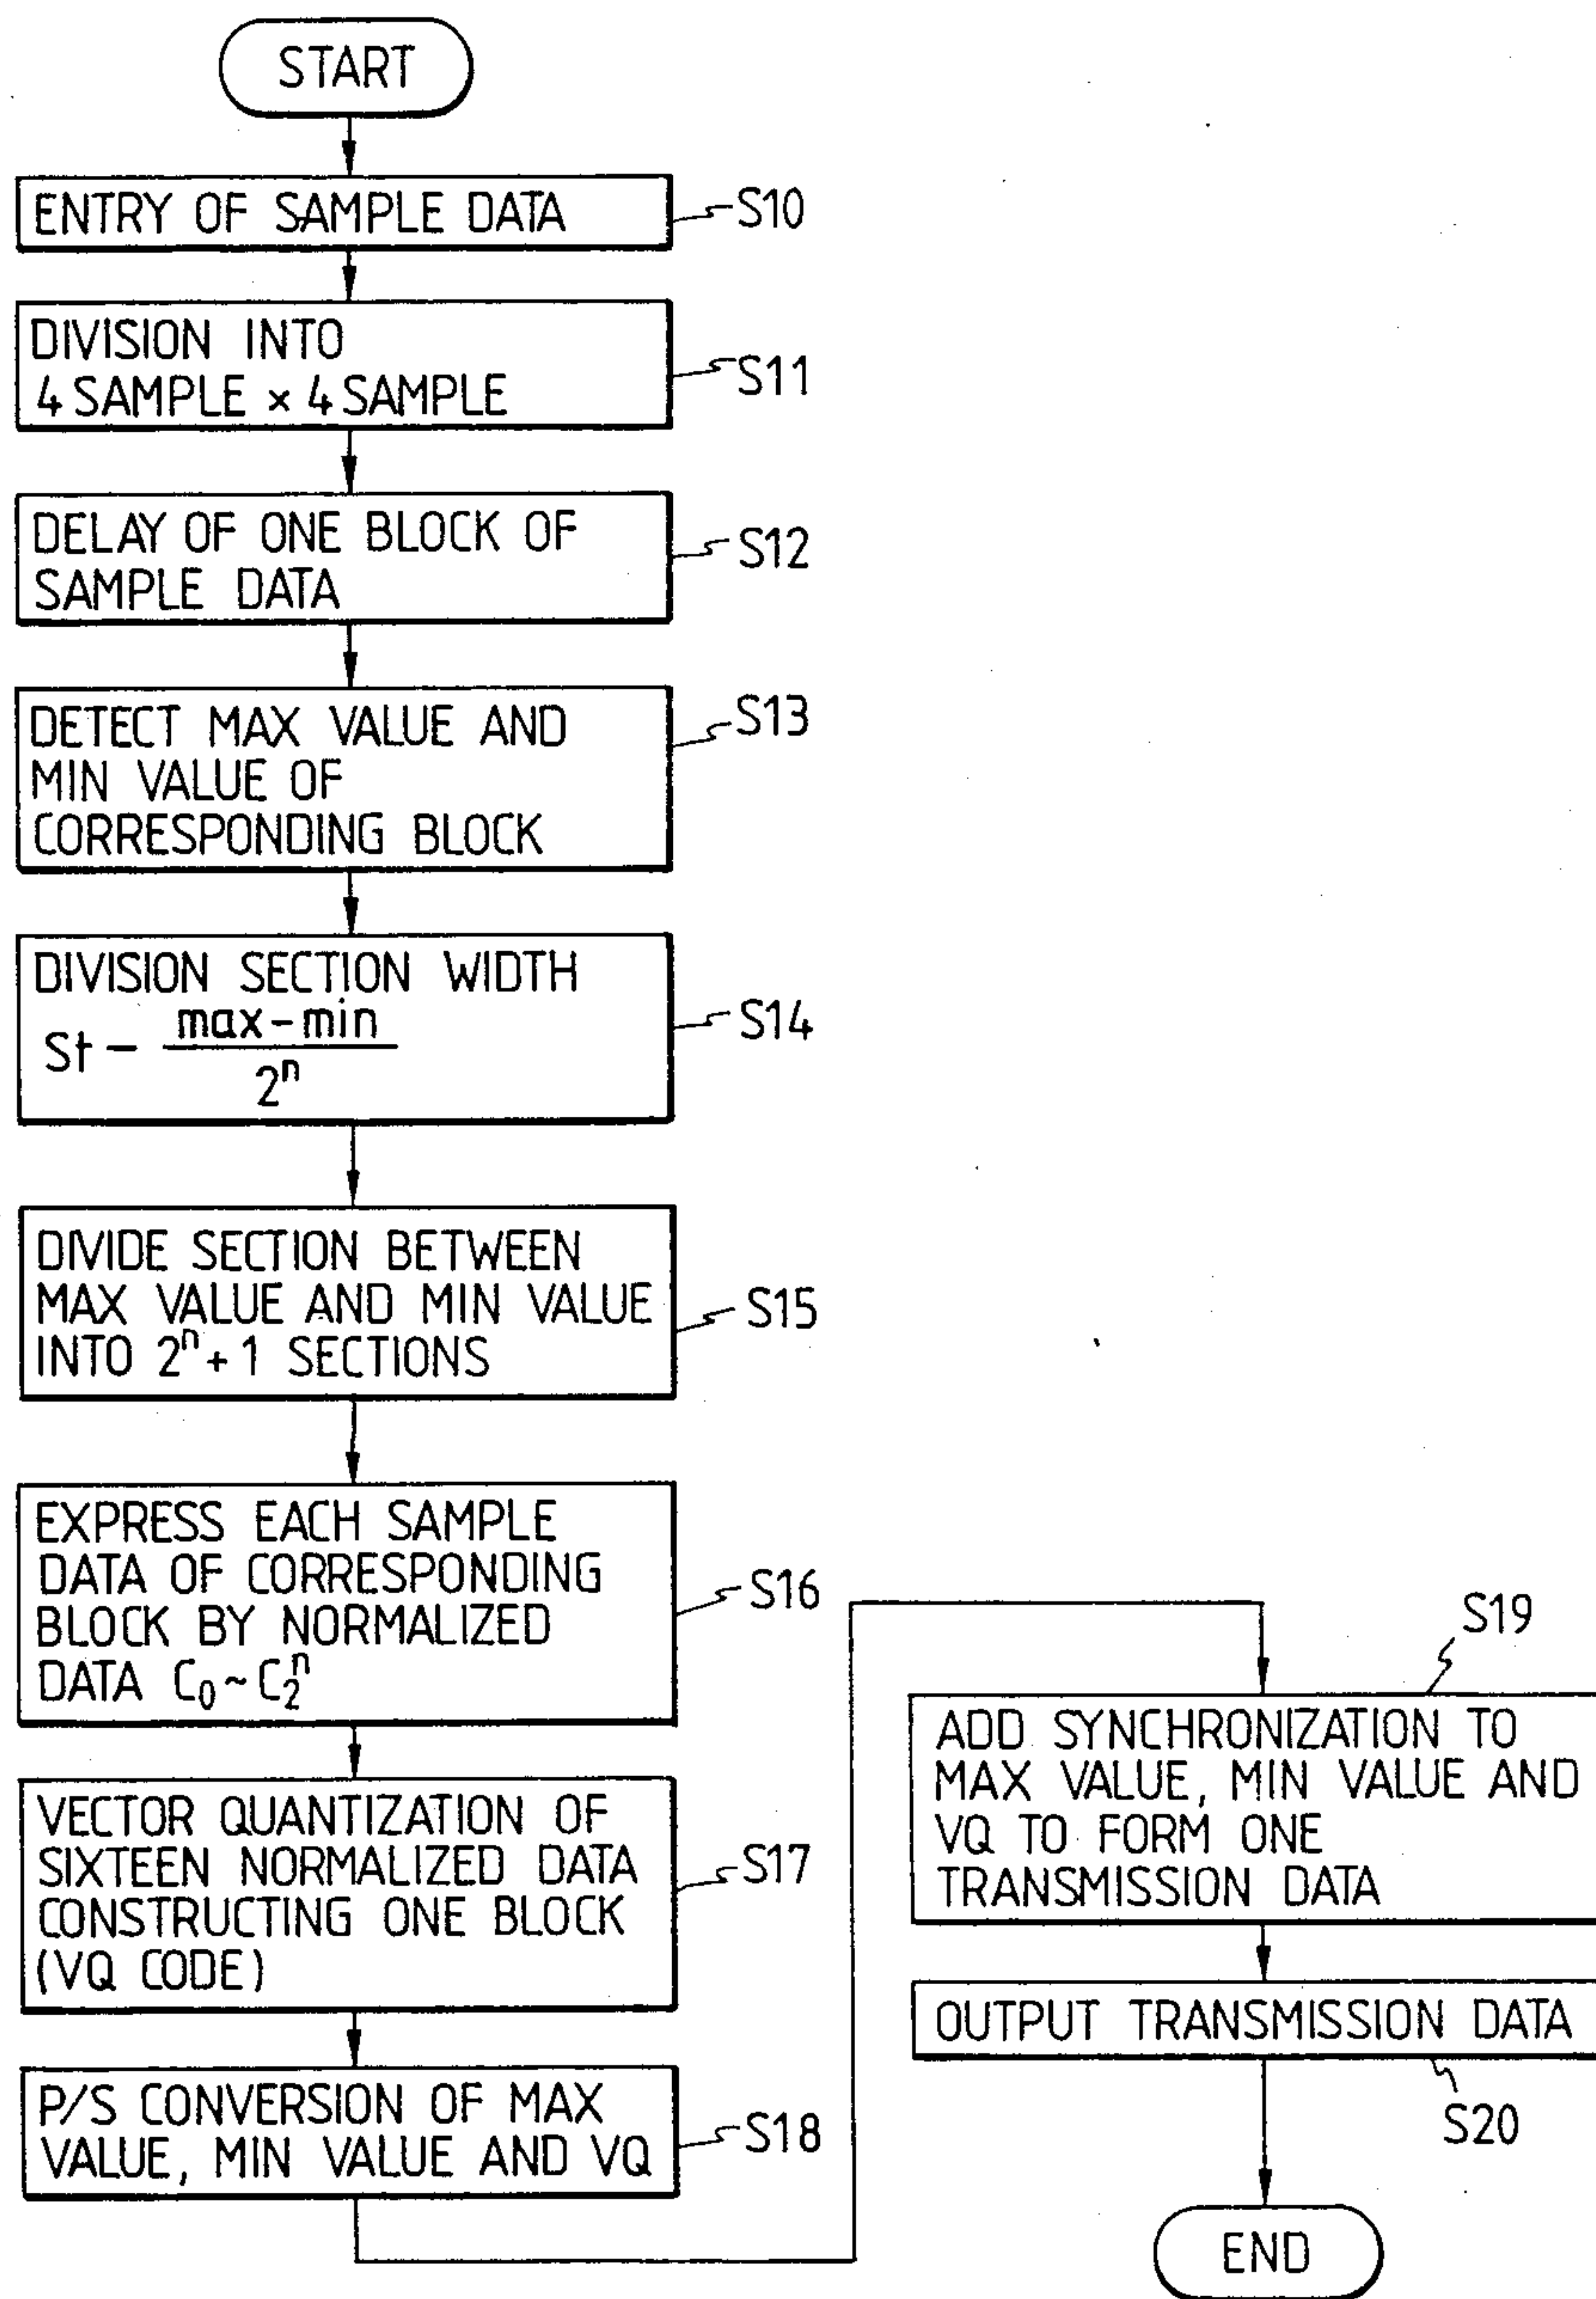 START
ENTRY OF SAMPLE DATA
S10
DIVISION INTO
4 SAMPLE × 4 SAMPLE
S11
DELAY OF ONE BLOCK OF
SAMPLE DATA
S12
DETECT MAX VALUE AND
MIN VALUE OF
CORRESPONDING BLOCK
S13
DIVISION SECTION WIDTH
St − max−min / 2ⁿ
S14
DIVIDE SECTION BETWEEN
MAX VALUE AND MIN VALUE
INTO 2ⁿ+1 SECTIONS
S15
EXPRESS EACH SAMPLE
DATA OF CORRESPONDING
BLOCK BY NORMALIZED
DATA C₀~C₂ⁿ
S16
VECTOR QUANTIZATION OF
SIXTEEN NORMALIZED DATA
CONSTRUCTING ONE BLOCK
(VQ CODE)
S17
P/S CONVERSION OF MAX
VALUE, MIN VALUE AND VQ
S18
S19
ADD SYNCHRONIZATION TO
MAX VALUE, MIN VALUE AND
VQ TO FORM ONE
TRANSMISSION DATA
OUTPUT TRANSMISSION DATA
S20
END